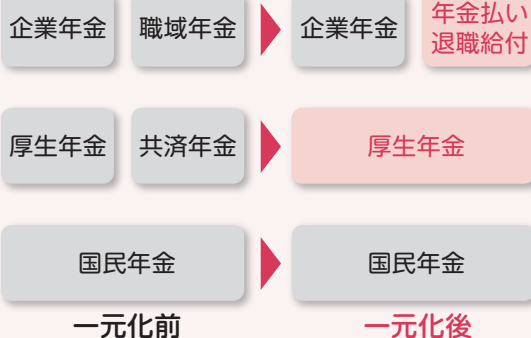 企業年金 職域年金 企業年金 年金払い
退職給付
厚生年金 共済年金 厚生年金
国民年金 国民年金
一元化前 一元化後